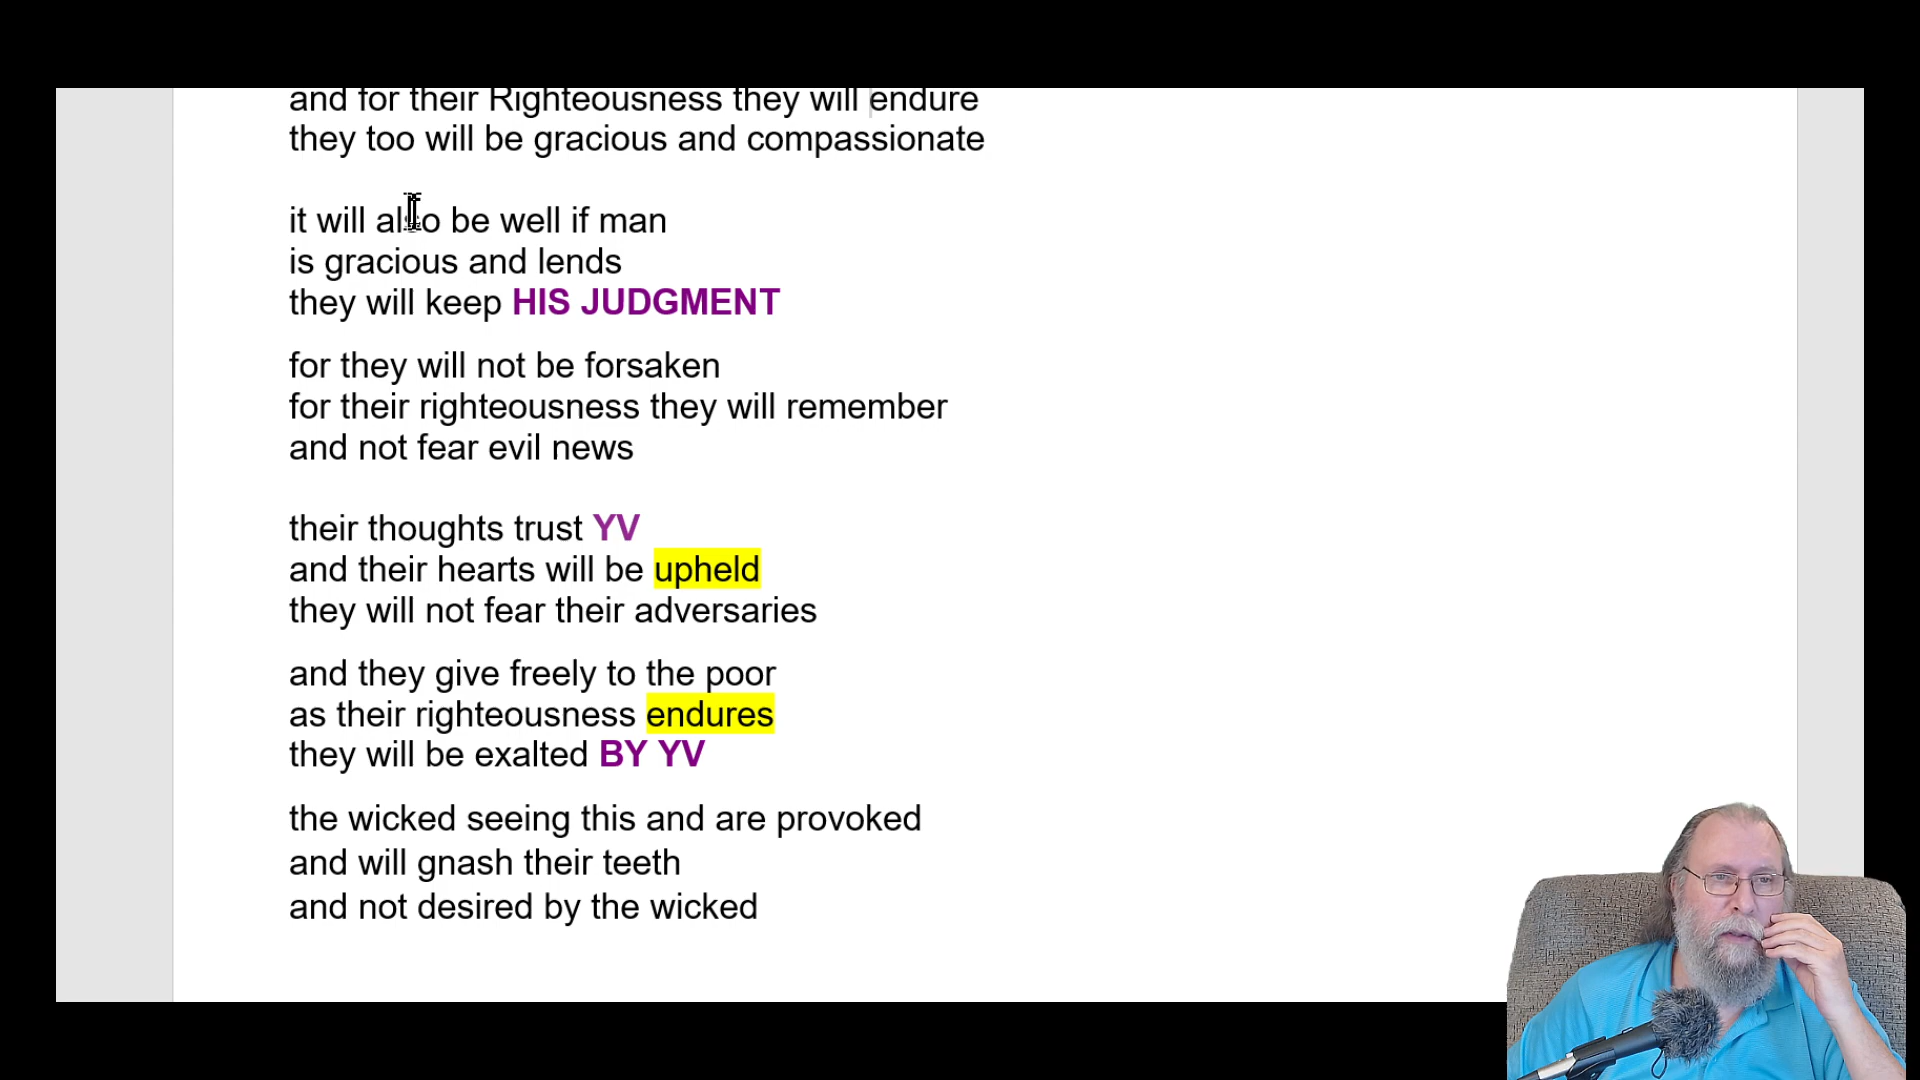 and for their Righteousness they will endure
they too will be gracious and compassionate
it will also be well if man
is gracious and lends
they will keep HIS JUDGMENT
for they will not be forsaken
for their righteousness they will remember
and not fear evil news
their thoughts trust YV
and their hearts will be upheld
they will not fear their adversaries
and they give freely to the poor
as their righteousness endures
they will be exalted BY YV
the wicked seeing this and are provoked
and will gnash their teeth
and not desired by the wicked